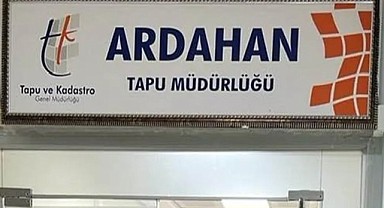 ARDAHAN
TAPU MÜDÜRLÜĞÜ
Tapu ve Kadastro
Genel Müdürlüğü